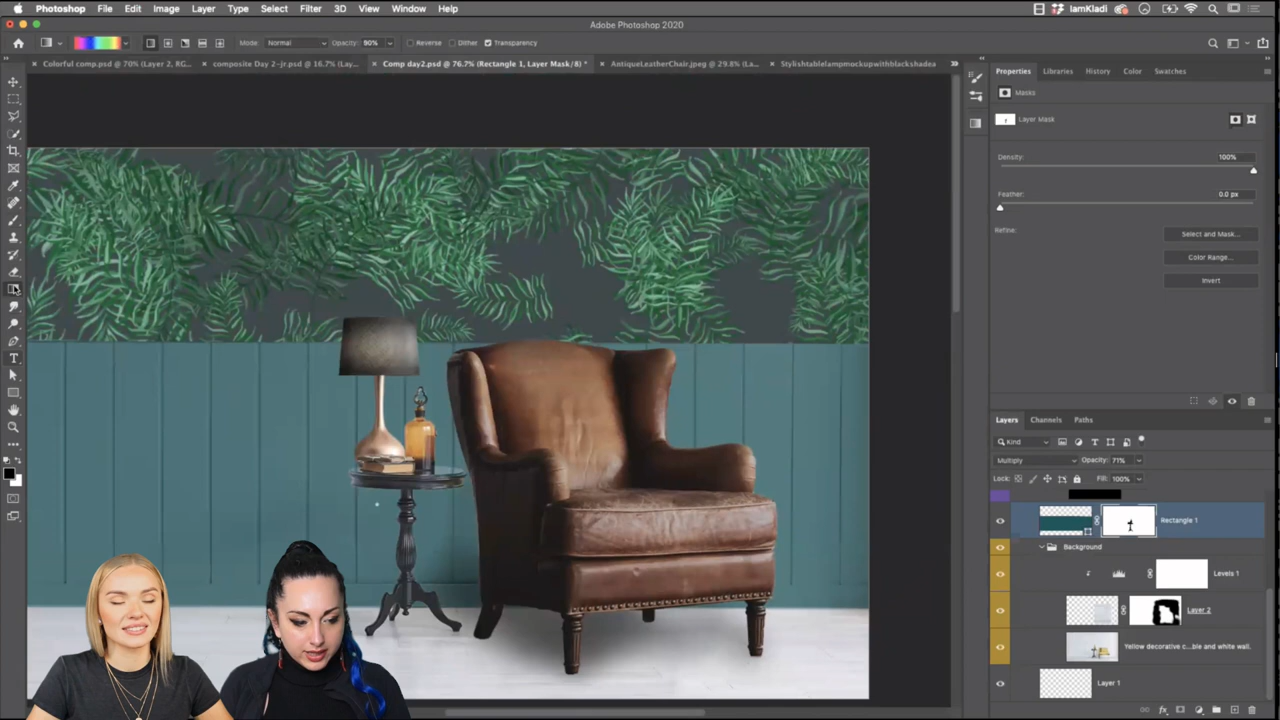 Photoshop File Edit Image Layer Type Select Filter 3D View Window Help IamKladi
Adobe Photoshop 2020
Mode: Normal Opacity: 50% Reverse Dither Transparency
Colorful comp.psd @ 70% (Layer 2, RG... composite Day 2-jr.psd @ 16.7% (Lay... Comp day2.psd @ 76.7% (Rectangle 1, Layer Mask/8) * AntiqueLeatherChair.jpeg @ 29.8% (La... Stylishtablelampmockupwithblackshadea
Properties Libraries History Color Swatches
Masks
Layer Mask
Density: 100%
Feather: 0.0 px
Refine: Select and Mask...
Color Range...
Invert
Layers Channels Paths
Kind
Multiply Opacity: 71%
Lock: Fill: 100%
Rectangle 1
Background
Levels 1
Layer 2
Yellow decorative c...ble and white wall.
Layer 1